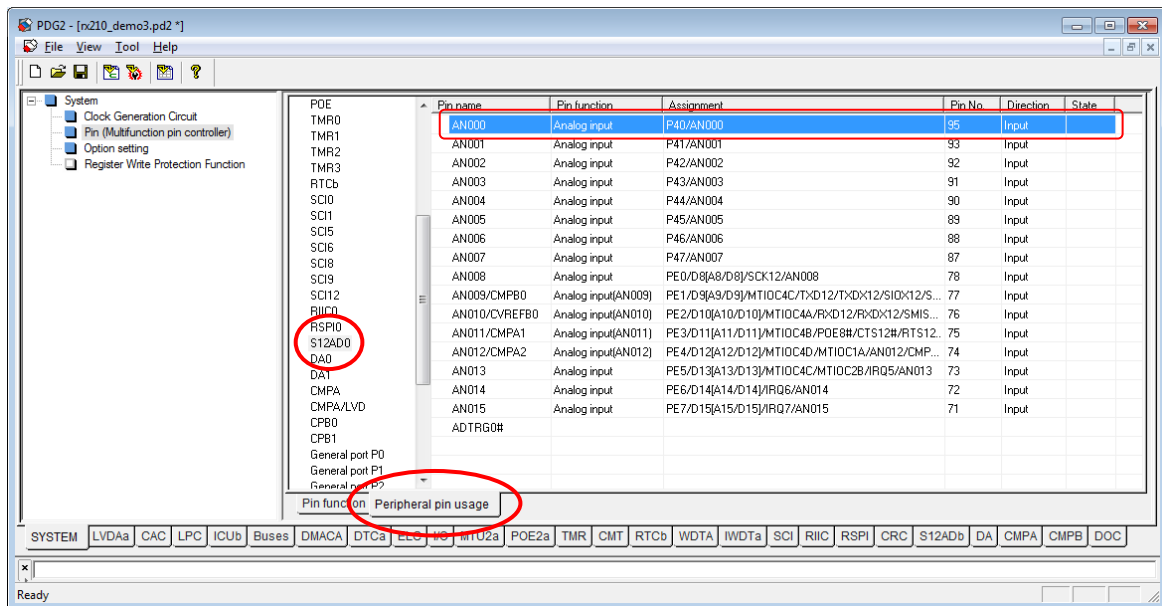 PDG2 - [rx210_demo3.pd2 *]
File View Tool Help
System
Clock Generation Circuit
Pin (Multifunction pin controller)
Option setting
Register Write Protection Function
POE
TMR0
TMR1
TMR2
TMR3
RTCb
SCI0
SCI1
SCI5
SCI6
SCI8
SCI9
SCI12
RIIC0
RSPI0
S12AD0
DA0
DA1
CMPA
CMPA/LVD
CPB0
CPB1
General port P0
General port P1
General port P2
Pin name Pin function Assignment Pin No. Direction State
AN000 Analog input P40/AN000 95 Input
AN001 Analog input P41/AN001 93 Input
AN002 Analog input P42/AN002 92 Input
AN003 Analog input P43/AN003 91 Input
AN004 Analog input P44/AN004 90 Input
AN005 Analog input P45/AN005 89 Input
AN006 Analog input P46/AN006 88 Input
AN007 Analog input P47/AN007 87 Input
AN008 Analog input PE0/D8[A8/D8]/SCK12/AN008 78 Input
AN009/CMPB0 Analog input(AN009) PE1/D9[A9/D9]/MTIOC4C/TXD12/TXDX12/SIOX12/S... 77 Input
AN010/CVREFB0 Analog input(AN010) PE2/D10[A10/D10]/MTIOC4A/RXD12/RXDX12/SMIS... 76 Input
AN011/CMPA1 Analog input(AN011) PE3/D11[A11/D11]/MTIOC4B/POE8#/CTS12#/RTS12... 75 Input
AN012/CMPA2 Analog input(AN012) PE4/D12[A12/D12]/MTIOC4D/MTIOC1A/AN012/CMP... 74 Input
AN013 Analog input PE5/D13[A13/D13]/MTIOC4C/MTIOC2B/IRQ5/AN013 73 Input
AN014 Analog input PE6/D14[A14/D14]/IRQ6/AN014 72 Input
AN015 Analog input PE7/D15[A15/D15]/IRQ7/AN015 71 Input
ADTRG0#
Pin function Peripheral pin usage
SYSTEM LVDAa CAC LPC ICUb Buses DMACA DTCa ELC I/O MTU2a POE2a TMR CMT RTCb WDTA IWDTa SCI RIIC RSPI CRC S12ADb DA CMPA CMPB DOC
Ready